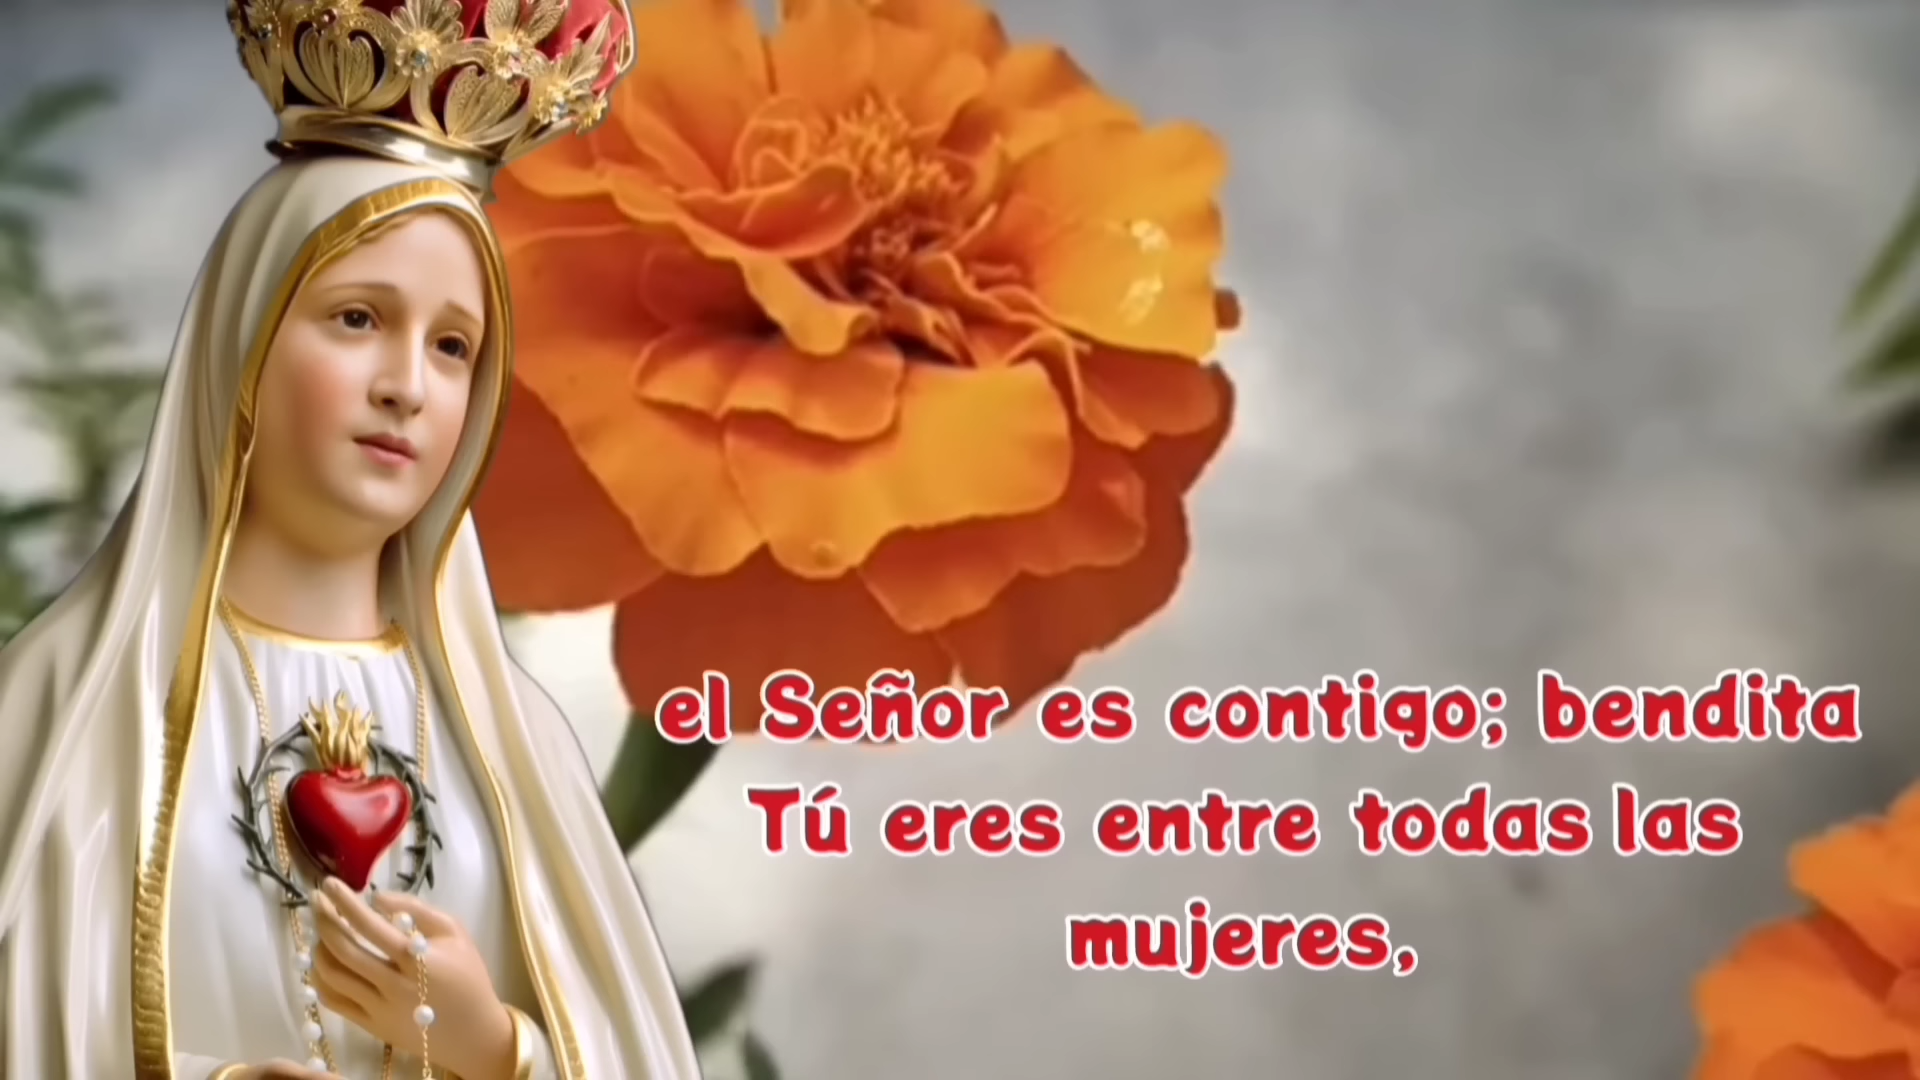 el Señor es contigo; bendita
Tú eres entre todas las
mujeres,